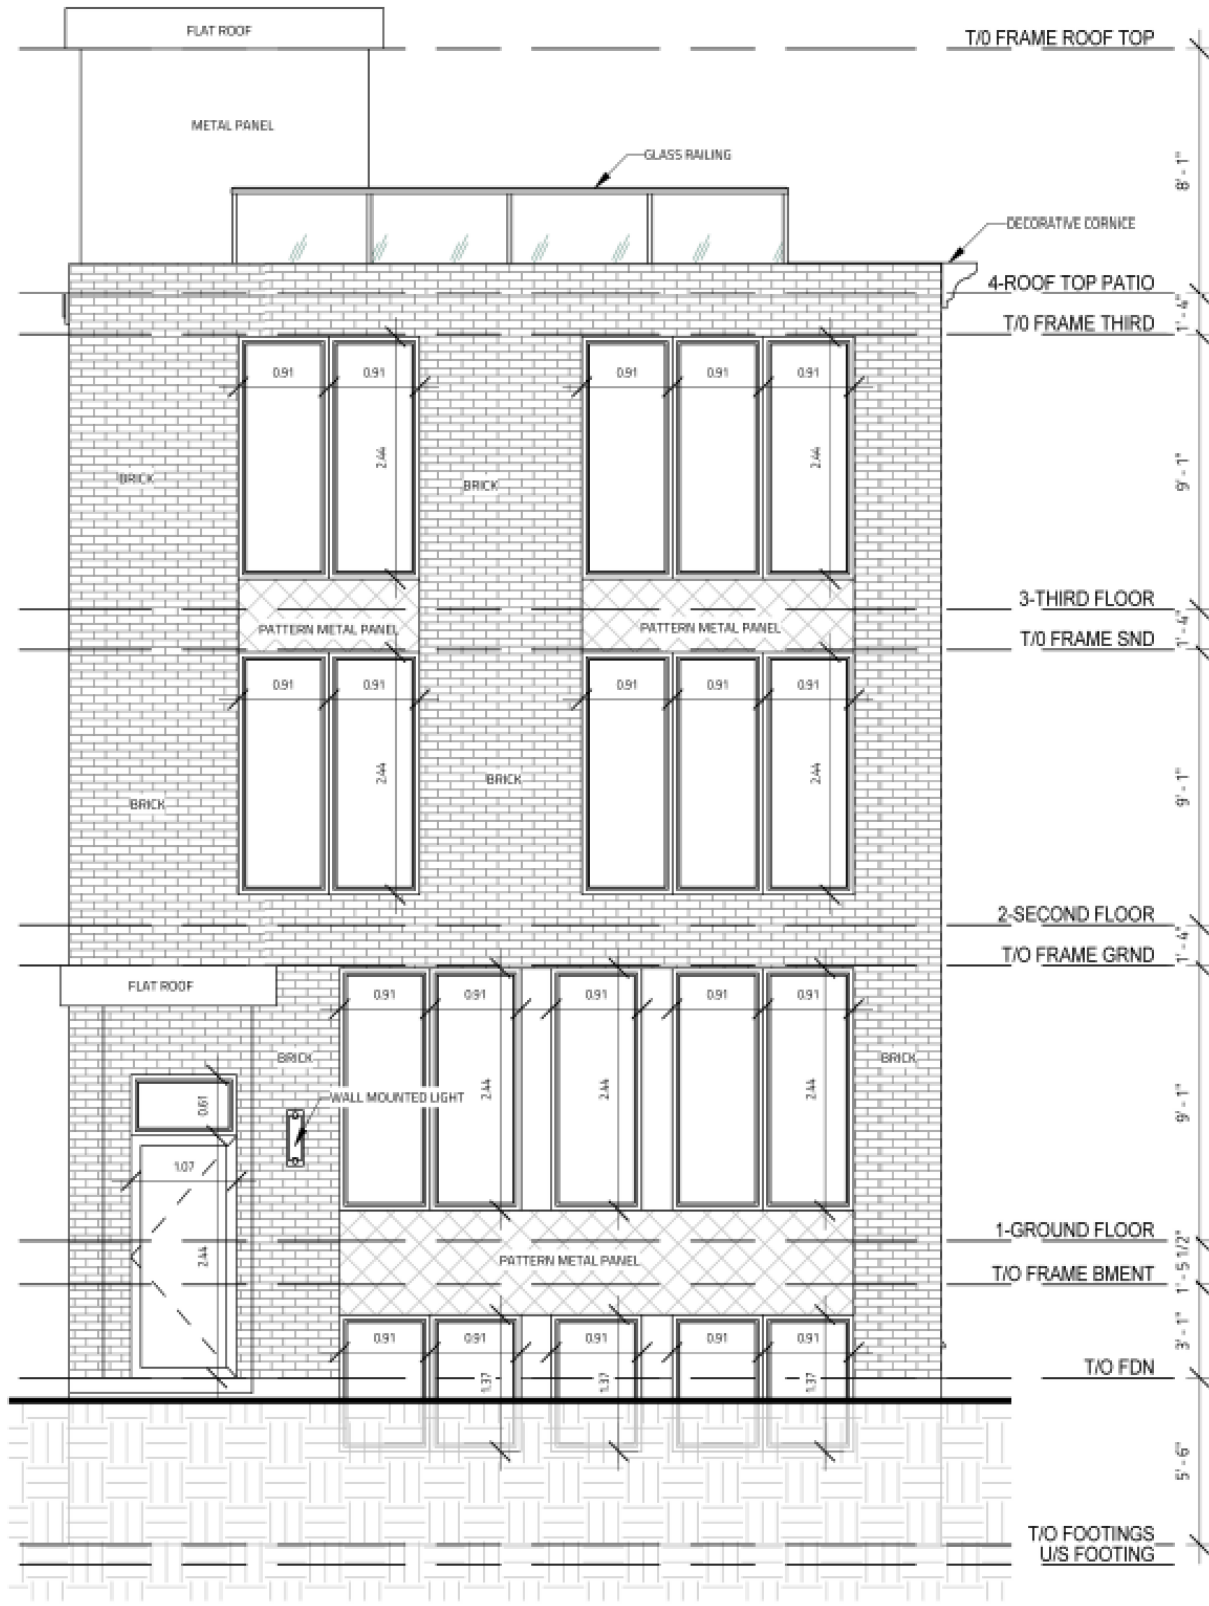 FLAT ROOF
T/0 FRAME ROOF TOP
METAL PANEL
GLASS RAILING
8' - 1"
DECORATIVE CORNICE
4-ROOF TOP PATIO
1' - 4"
T/0 FRAME THIRD
0.91 0.91 0.91 0.91 0.91
2.44 2.44
9' - 1"
BRICK BRICK
3-THIRD FLOOR
PATTERN METAL PANEL PATTERN METAL PANEL
1' - 4"
T/0 FRAME SND
0.91 0.91 0.91 0.91 0.91
2.44 2.44
9' - 1"
BRICK BRICK
2-SECOND FLOOR
1' - 4"
T/O FRAME GRND
FLAT ROOF
0.91 0.91 0.91 0.91 0.91
BRICK BRICK
2.44 2.44 2.44
9' - 1"
0.61
WALL MOUNTED LIGHT
1.07
2.44
1-GROUND FLOOR
PATTERN METAL PANEL
1' - 5 1/2"
T/O FRAME BMENT
0.91 0.91 0.91 0.91 0.91
3' - 1"
T/O FDN
1.37 1.37 1.37
5' - 6"
T/O FOOTINGS
U/S FOOTING